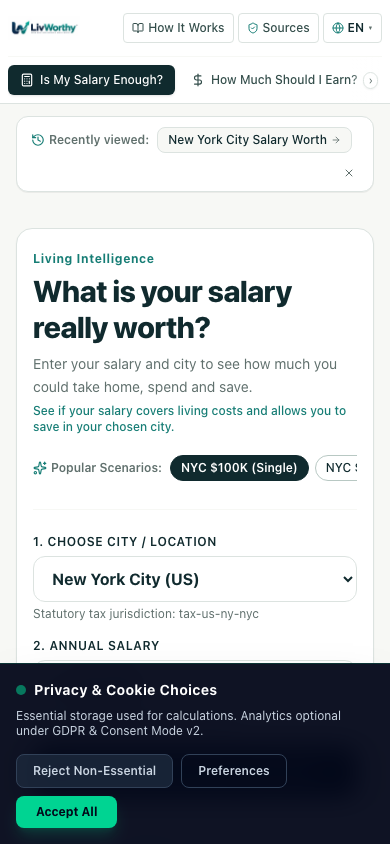 LivWorthy
How It Works
Sources
EN
Is My Salary Enough?
How Much Should I Earn?
Recently viewed:
New York City Salary Worth →
×
Living Intelligence
What is your salary
really worth?
Enter your salary and city to see how much you
could take home, spend and save.
See if your salary covers living costs and allows you to
save in your chosen city.
Popular Scenarios:
NYC $100K (Single)
NYC
1. CHOOSE CITY / LOCATION
New York City (US)
Statutory tax jurisdiction: tax-us-ny-nyc
2. ANNUAL SALARY
Privacy & Cookie Choices
Essential storage used for calculations. Analytics optional
under GDPR & Consent Mode v2.
Reject Non-Essential
Preferences
Accept All